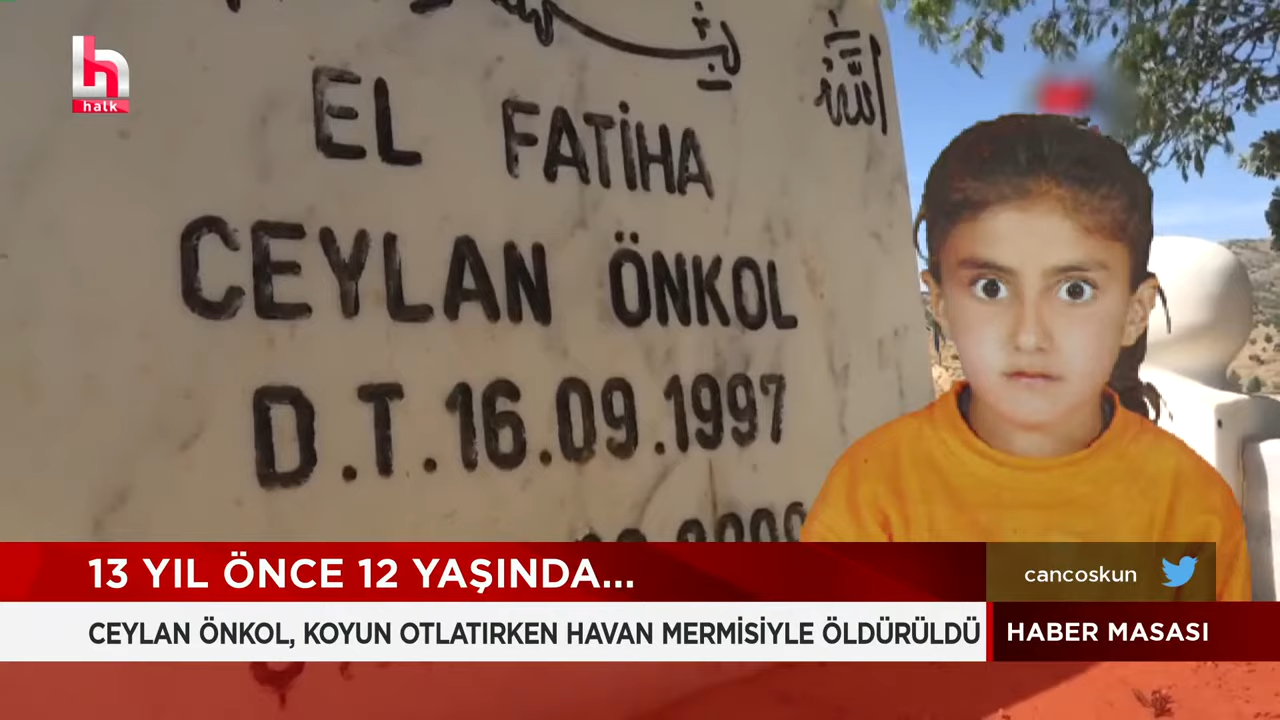 halk
الله
EL FATİHA
CEYLAN ÖNKOL
D.T.16.09.1997
13 YIL ÖNCE 12 YAŞINDA...
cancoskun
CEYLAN ÖNKOL, KOYUN OTLATIRKEN HAVAN MERMİSİYLE ÖLDÜRÜLDÜ
HABER MASASI